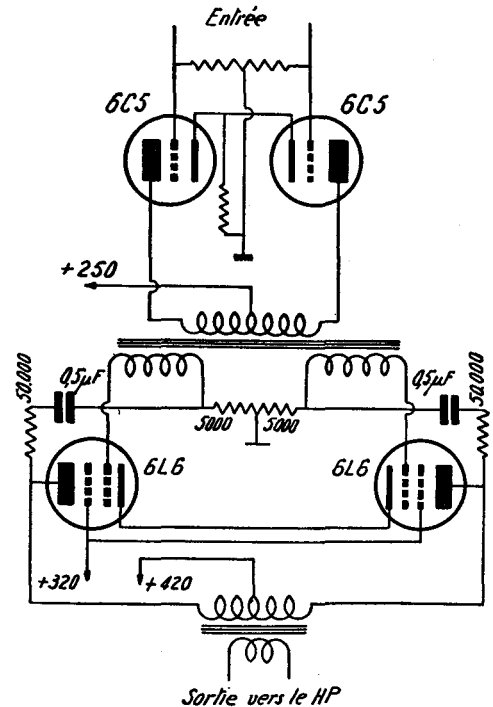 Entrée
6C5
6C5
+250
50.000
0,5µF
5000
5000
0,5µF
50.000
6L6
6L6
+320
+420
Sortie vers le HP